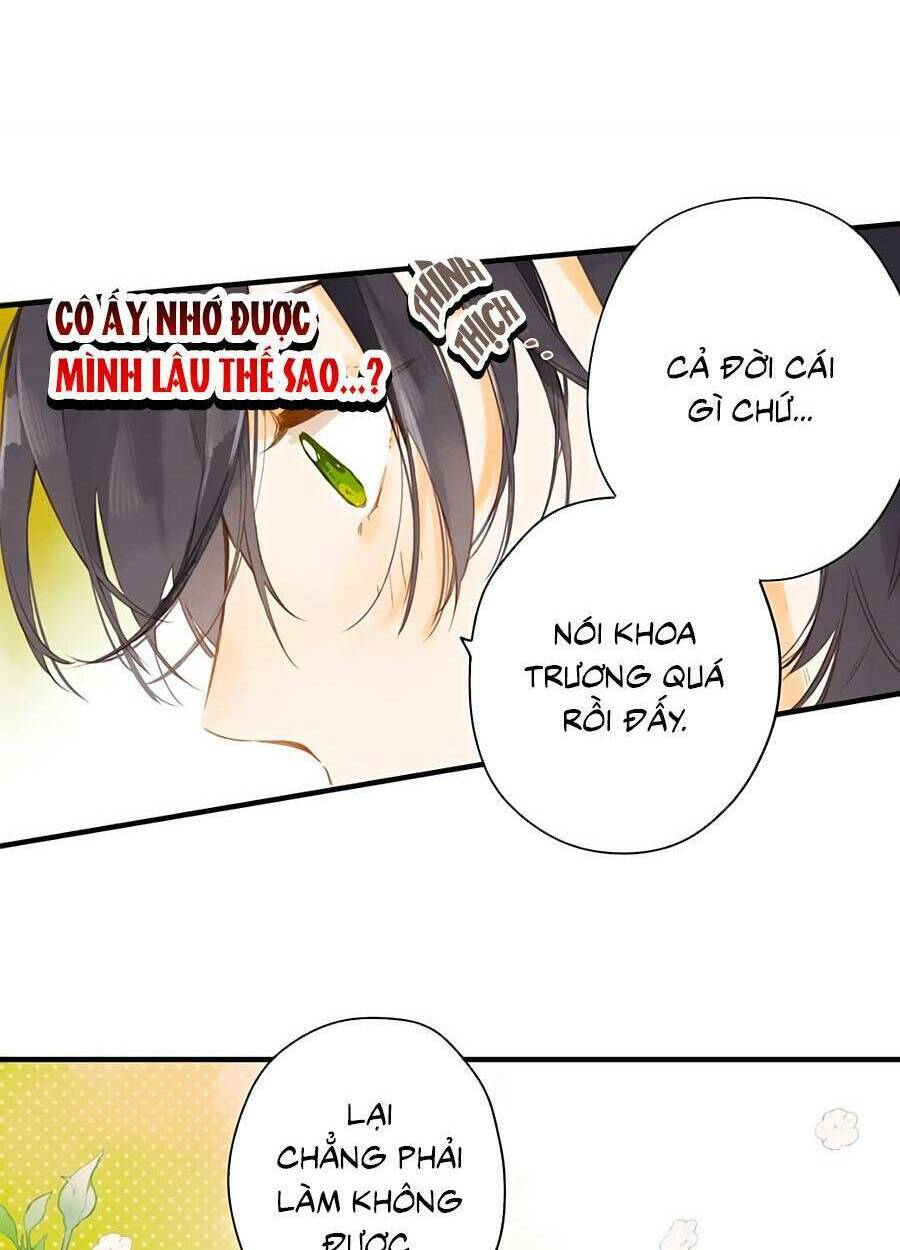 CÔ ẤY NHỚ ĐƯỢC
MÌNH LÂU THẾ SAO...?
THÌNH
THỊCH
CẢ ĐỜI CÁI
GÌ CHỨ...
NÓI KHOA
TRƯƠNG QUÁ
RỒI ĐẤY.
LẠI
CHẲNG PHẢI
LÀM KHÔNG
ĐƯỢC